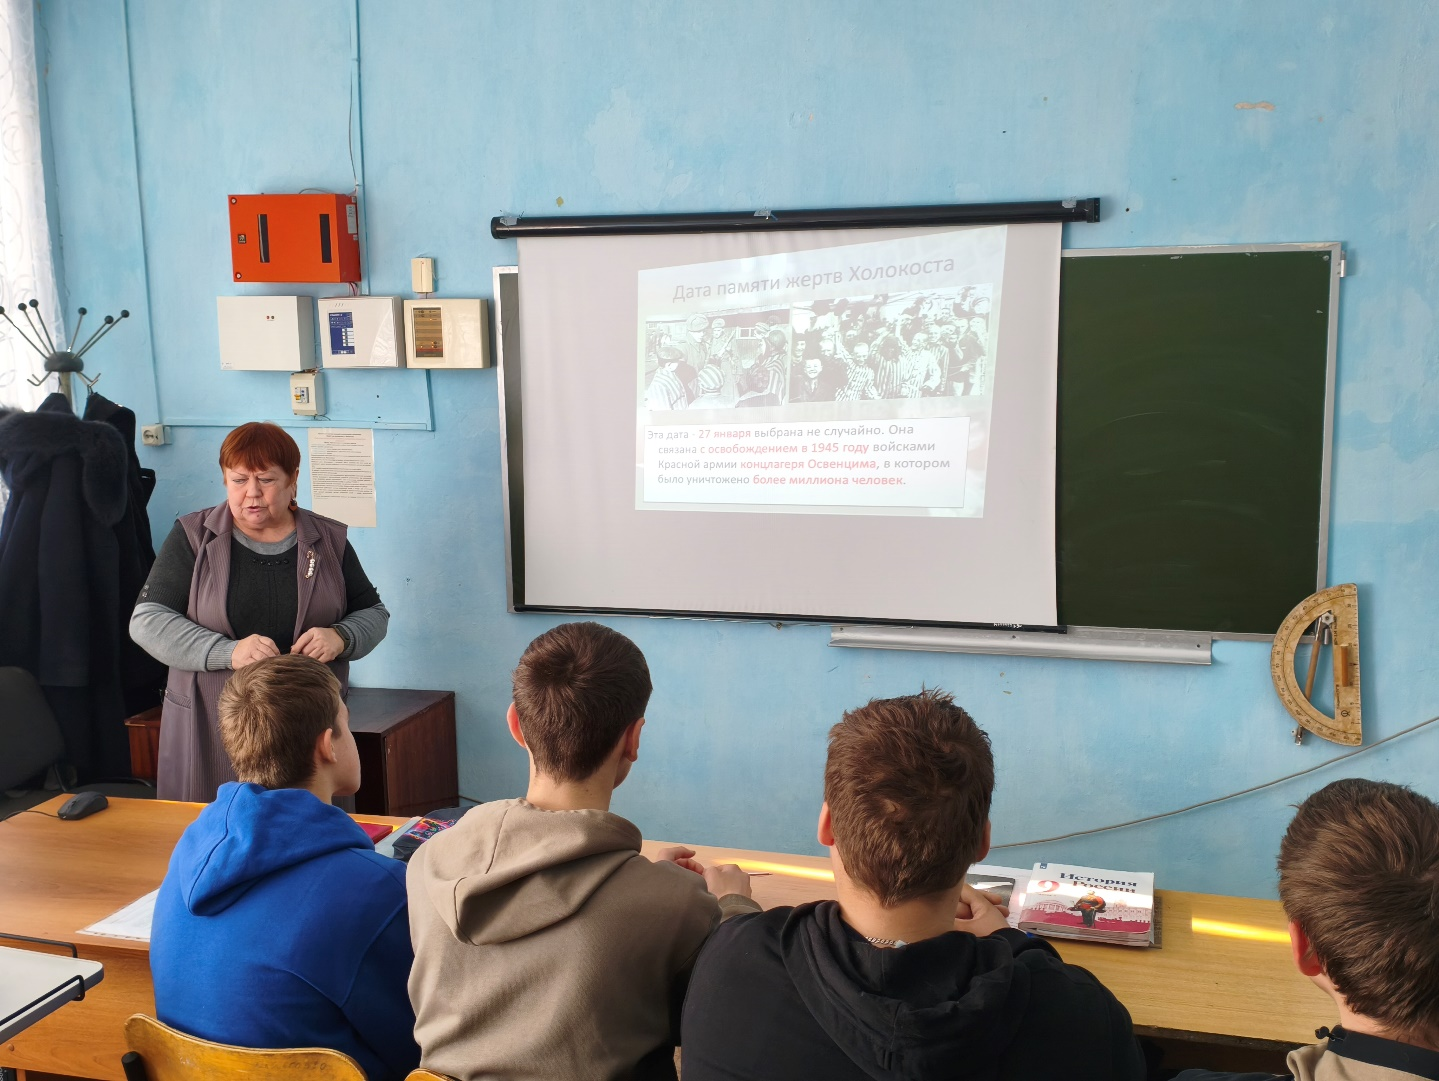 Дата памяти жертв Холокоста
Эта дата - 27 января выбрана не случайно. Она
связана с освобождением в 1945 году войсками
Красной армии концлагеря Освенцима, в котором
было уничтожено более миллиона человек.
История
России
9